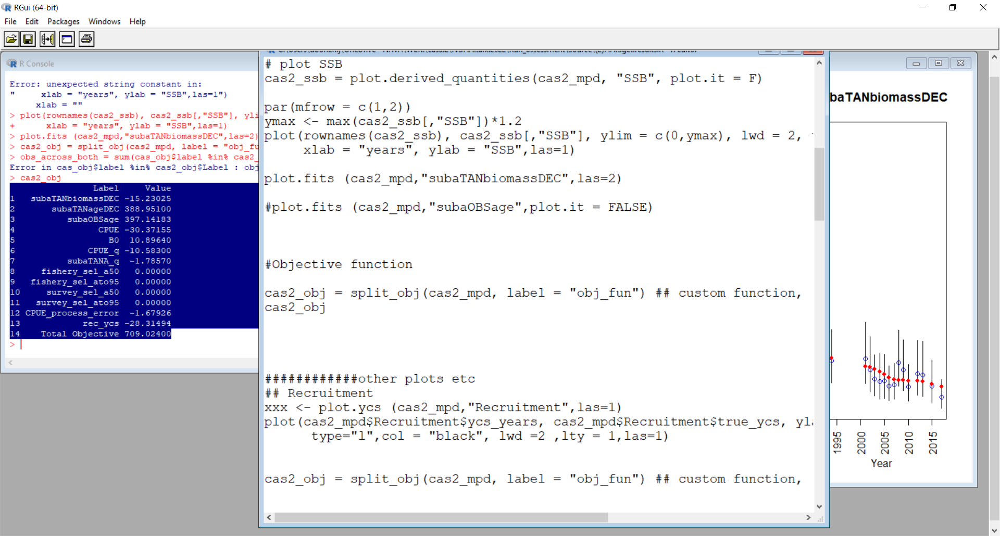 RGui (64-bit)
File Edit Packages Windows Help
R Console
Error: unexpected string constant in:
"     xlab = "years", ylab = "SSB",las=1")
     xlab = ""
> plot(rownames(cas2_ssb), cas2_ssb[,"SSB"], yli
+      xlab = "years", ylab = "SSB",las=1)
> plot.fits (cas2_mpd,"subaTANbiomassDEC",las=2)
> cas2_obj = split_obj(cas2_mpd, label = "obj_fu
> obs_across_both = sum(cas_obj$label %in% cas2_
Error in cas_obj$label %in% cas2_obj$Label : obj
> cas2_obj
Label Value
1 subaTANbiomassDEC -15.23025
2 subaTANageDEC 388.95100
3 subaOBSage 397.14183
4 CPUE -30.37155
5 B0 10.89640
6 CPUE_q -10.58300
7 subaTANA_q -1.78570
8 fishery_sel_a50 0.00000
9 fishery_sel_ato95 0.00000
10 survey_sel_a50 0.00000
11 survey_sel_ato95 0.00000
12 CPUE_process_error -1.67926
13 rec_ycs -28.31494
14 Total Objective 709.02400
>
# plot SSB
cas2_ssb = plot.derived_quantities(cas2_mpd, "SSB", plot.it = F)
par(mfrow = c(1,2))
ymax <- max(cas2_ssb[,"SSB"])*1.2
plot(rownames(cas2_ssb), cas2_ssb[,"SSB"], ylim = c(0,ymax), lwd = 2,
     xlab = "years", ylab = "SSB",las=1)
plot.fits (cas2_mpd,"subaTANbiomassDEC",las=2)
#plot.fits (cas2_mpd,"subaOBSage",plot.it = FALSE)
#Objective function
cas2_obj = split_obj(cas2_mpd, label = "obj_fun") ## custom function,
cas2_obj
############other plots etc
## Recruitment
xxx <- plot.ycs (cas2_mpd,"Recruitment",las=1)
plot(cas2_mpd$Recruitment$ycs_years, cas2_mpd$Recruitment$true_ycs, yl
      type="l",col = "black", lwd =2 ,lty = 1,las=1)
cas2_obj = split_obj(cas2_mpd, label = "obj_fun") ## custom function,
baTANbiomassDEC
1995 2000 2005 2010 2015
Year